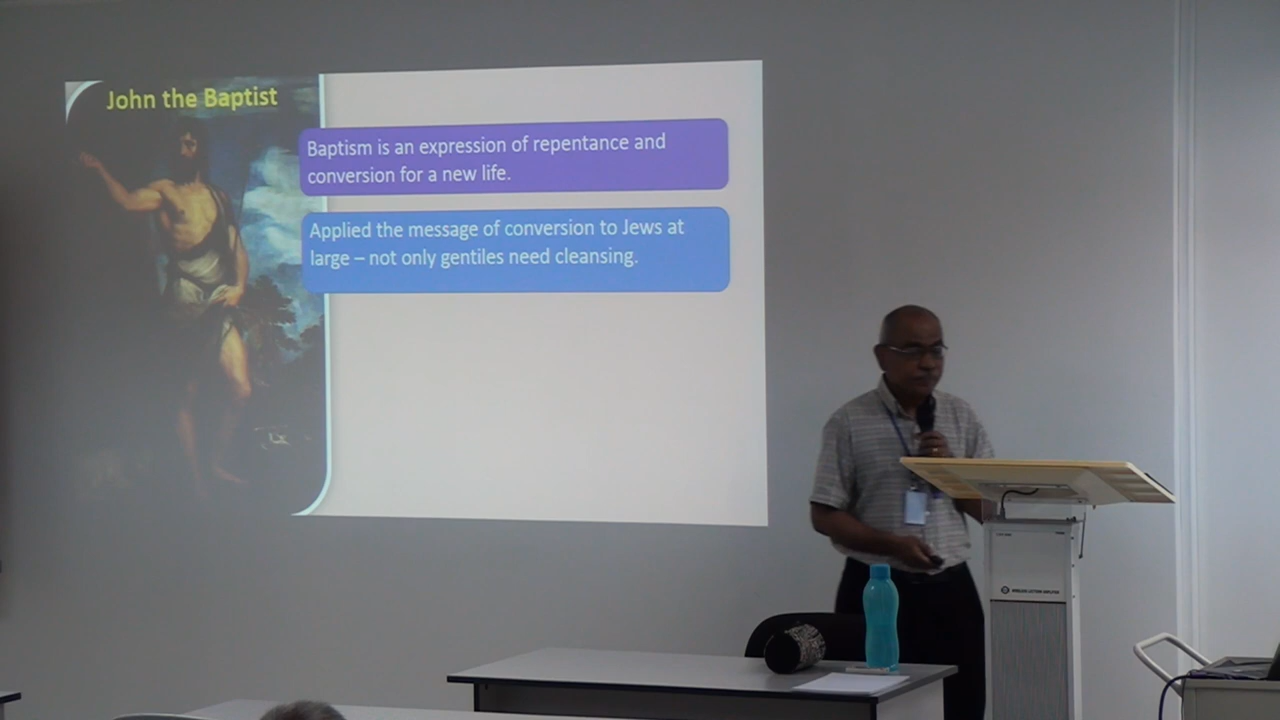 John the Baptist
Baptism is an expression of repentance and
conversion for a new life.
Applied the message of conversion to Jews at
large – not only gentiles need cleansing.